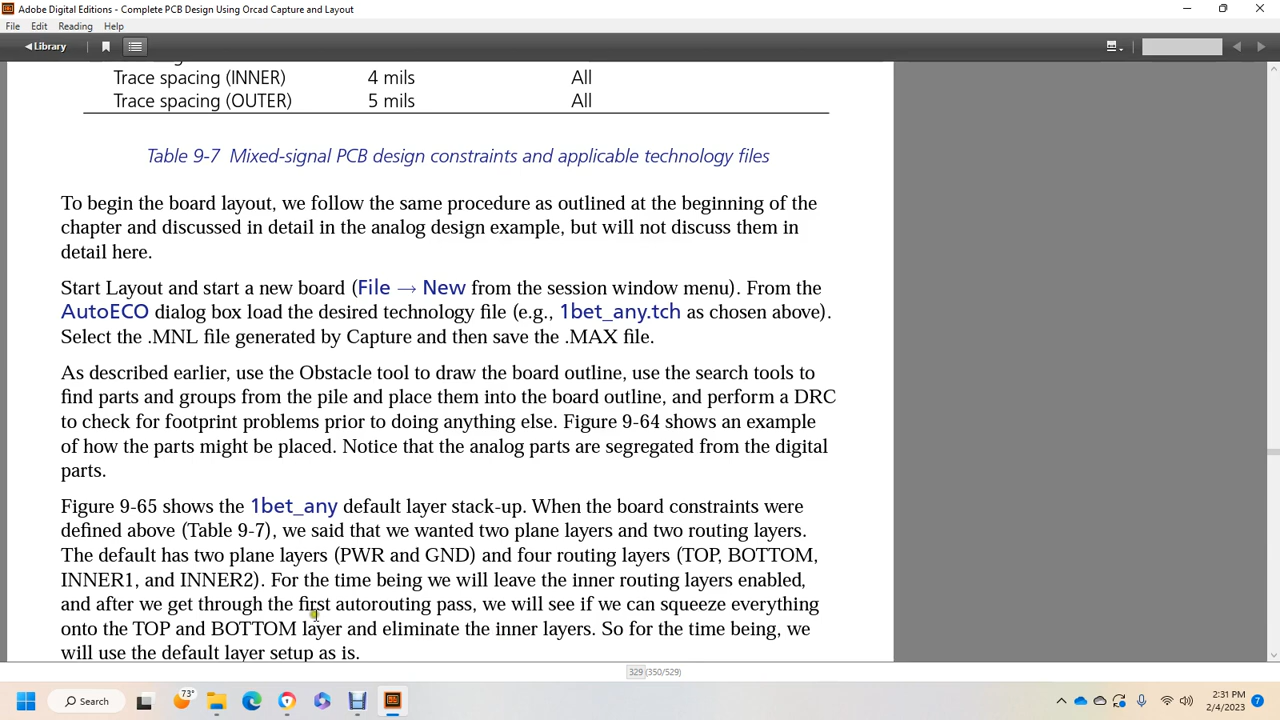 Adobe Digital Editions - Complete PCB Design Using Orcad Capture and Layout
File Edit Reading Help
Library
Trace spacing (INNER) 4 mils All
Trace spacing (OUTER) 5 mils All
Table 9-7 Mixed-signal PCB design constraints and applicable technology files
To begin the board layout, we follow the same procedure as outlined at the beginning of the
chapter and discussed in detail in the analog design example, but will not discuss them in
detail here.
Start Layout and start a new board (File → New from the session window menu). From the
AutoECO dialog box load the desired technology file (e.g., 1bet_any.tch as chosen above).
Select the .MNL file generated by Capture and then save the .MAX file.
As described earlier, use the Obstacle tool to draw the board outline, use the search tools to
find parts and groups from the pile and place them into the board outline, and perform a DRC
to check for footprint problems prior to doing anything else. Figure 9-64 shows an example
of how the parts might be placed. Notice that the analog parts are segregated from the digital
parts.
Figure 9-65 shows the 1bet_any default layer stack-up. When the board constraints were
defined above (Table 9-7), we said that we wanted two plane layers and two routing layers.
The default has two plane layers (PWR and GND) and four routing layers (TOP, BOTTOM,
INNER1, and INNER2). For the time being we will leave the inner routing layers enabled,
and after we get through the first autorouting pass, we will see if we can squeeze everything
onto the TOP and BOTTOM layer and eliminate the inner layers. So for the time being, we
will use the default layer setup as is.
329 (350/529)
Search
73°
2:31 PM
2/4/2023
7